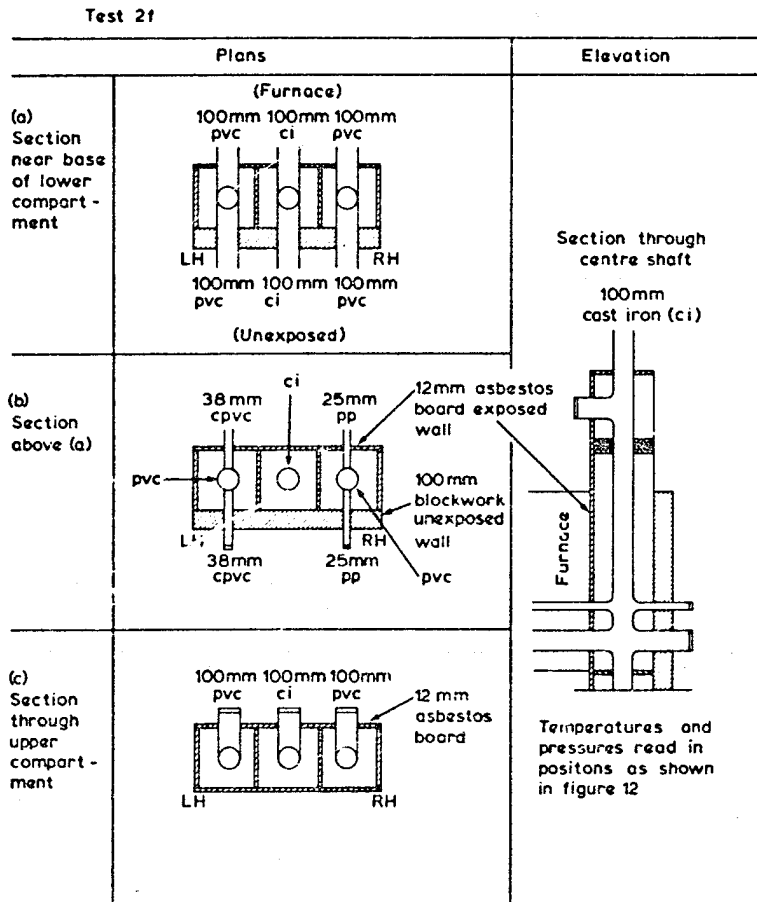 Test 2f
Plans
Elevation
(a)
Section
near base
of lower
compart -
ment
(Furnace)
100mm 100mm 100mm
pvc ci pvc
LH RH
100mm 100mm 100mm
pvc ci pvc
(Unexposed)
(b)
Section
above (a)
38mm
cpvc
ci
25mm
pp
pvc
LH RH
38mm
cpvc
25mm
pp
pvc
12mm asbestos
board exposed
wall
100mm
blockwork
unexposed
wall
(c)
Section
through
upper
compart -
ment
100mm 100mm 100mm
pvc ci pvc
12 mm
asbestos
board
LH RH
Section through
centre shaft
100mm
cast iron (ci)
Furnace
Temperatures and
pressures read in
positons as shown
in figure 12